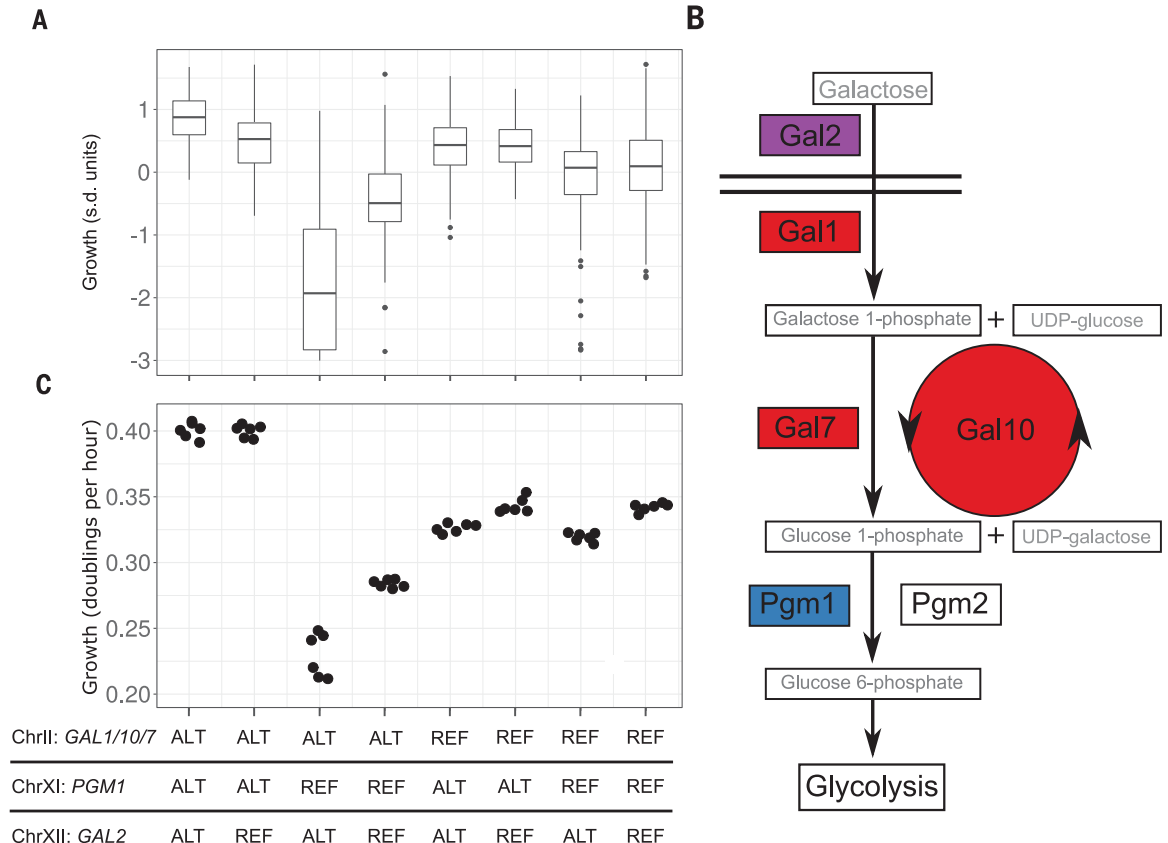 A
B
Growth (s.d. units)
1
0
-1
-2
-3
C
Growth (doublings per hour)
0.40
0.35
0.30
0.25
0.20
ChrII: GAL1/10/7 ALT ALT ALT ALT REF REF REF REF
ChrXI: PGM1 ALT ALT REF REF ALT ALT REF REF
ChrXII: GAL2 ALT REF ALT REF ALT REF ALT REF
Galactose
Gal2
Gal1
Galactose 1-phosphate + UDP-glucose
Gal7
Gal10
Glucose 1-phosphate + UDP-galactose
Pgm1
Pgm2
Glucose 6-phosphate
Glycolysis